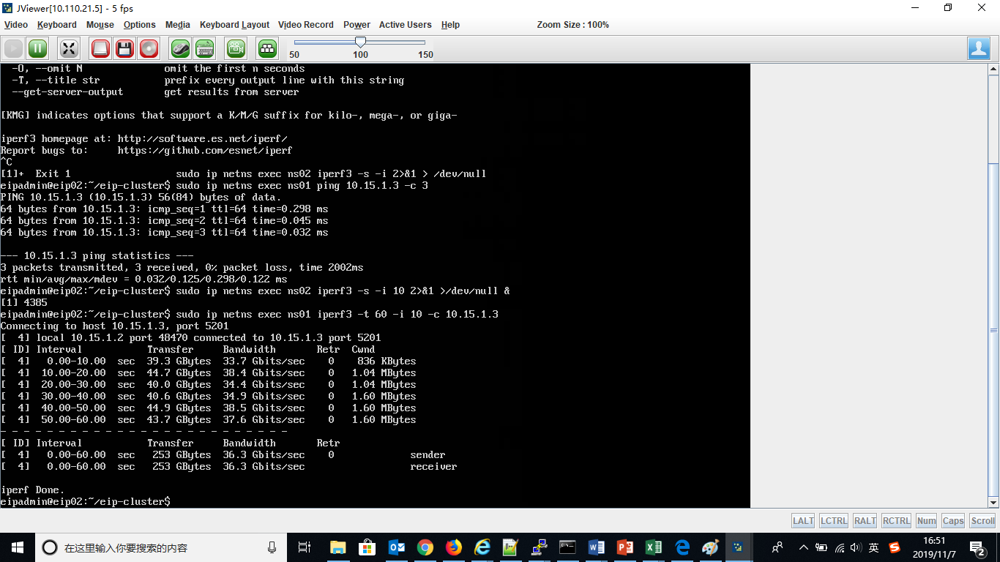 JViewer[10.110.21.5] - 5 fps
Video Keyboard Mouse Options Media Keyboard Layout Video Record Power Active Users Help Zoom Size : 100%
50 100 150
-O, --omit N omit the first n seconds
-T, --title str prefix every output line with this string
--get-server-output get results from server
[KMG] indicates options that support a K/M/G suffix for kilo-, mega-, or giga-
iperf3 homepage at: http://software.es.net/iperf/
Report bugs to: https://github.com/esnet/iperf
^C
[1]+ Exit 1 sudo ip netns exec ns02 iperf3 -s -i 2>&1 > /dev/null
eipadmin@eip02:~/eip-cluster$ sudo ip netns exec ns01 ping 10.15.1.3 -c 3
PING 10.15.1.3 (10.15.1.3) 56(84) bytes of data.
64 bytes from 10.15.1.3: icmp_seq=1 ttl=64 time=0.298 ms
64 bytes from 10.15.1.3: icmp_seq=2 ttl=64 time=0.045 ms
64 bytes from 10.15.1.3: icmp_seq=3 ttl=64 time=0.032 ms
--- 10.15.1.3 ping statistics ---
3 packets transmitted, 3 received, 0% packet loss, time 2002ms
rtt min/avg/max/mdev = 0.032/0.125/0.298/0.122 ms
eipadmin@eip02:~/eip-cluster$ sudo ip netns exec ns02 iperf3 -s -i 10 2>&1 >/dev/null &
[1] 4385
eipadmin@eip02:~/eip-cluster$ sudo ip netns exec ns01 iperf3 -t 60 -i 10 -c 10.15.1.3
Connecting to host 10.15.1.3, port 5201
[ 4] local 10.15.1.2 port 48470 connected to 10.15.1.3 port 5201
[ ID] Interval Transfer Bandwidth Retr Cwnd
[ 4] 0.00-10.00 sec 39.3 GBytes 33.7 Gbits/sec 0 836 KBytes
[ 4] 10.00-20.00 sec 44.7 GBytes 38.4 Gbits/sec 0 1.04 MBytes
[ 4] 20.00-30.00 sec 40.0 GBytes 34.4 Gbits/sec 0 1.04 MBytes
[ 4] 30.00-40.00 sec 40.6 GBytes 34.9 Gbits/sec 0 1.60 MBytes
[ 4] 40.00-50.00 sec 44.9 GBytes 38.5 Gbits/sec 0 1.60 MBytes
[ 4] 50.00-60.00 sec 43.7 GBytes 37.6 Gbits/sec 0 1.60 MBytes
- - - - - - - - - - - - - - - - - - - - - - - - -
[ ID] Interval Transfer Bandwidth Retr
[ 4] 0.00-60.00 sec 253 GBytes 36.3 Gbits/sec 0 sender
[ 4] 0.00-60.00 sec 253 GBytes 36.3 Gbits/sec receiver
iperf Done.
eipadmin@eip02:~/eip-cluster$
LALT LCTRL RALT RCTRL Num Caps Scroll
在这里输入你要搜索的内容
英
16:51
2019/11/7
2